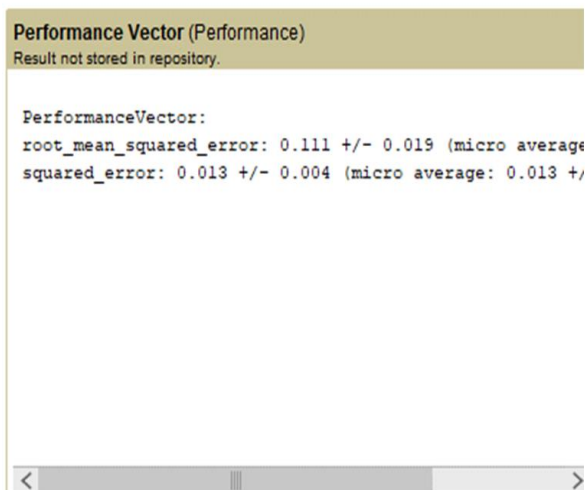 Performance Vector (Performance)
Result not stored in repository.
PerformanceVector:
root_mean_squared_error: 0.111 +/- 0.019 (micro average
squared_error: 0.013 +/- 0.004 (micro average: 0.013 +/